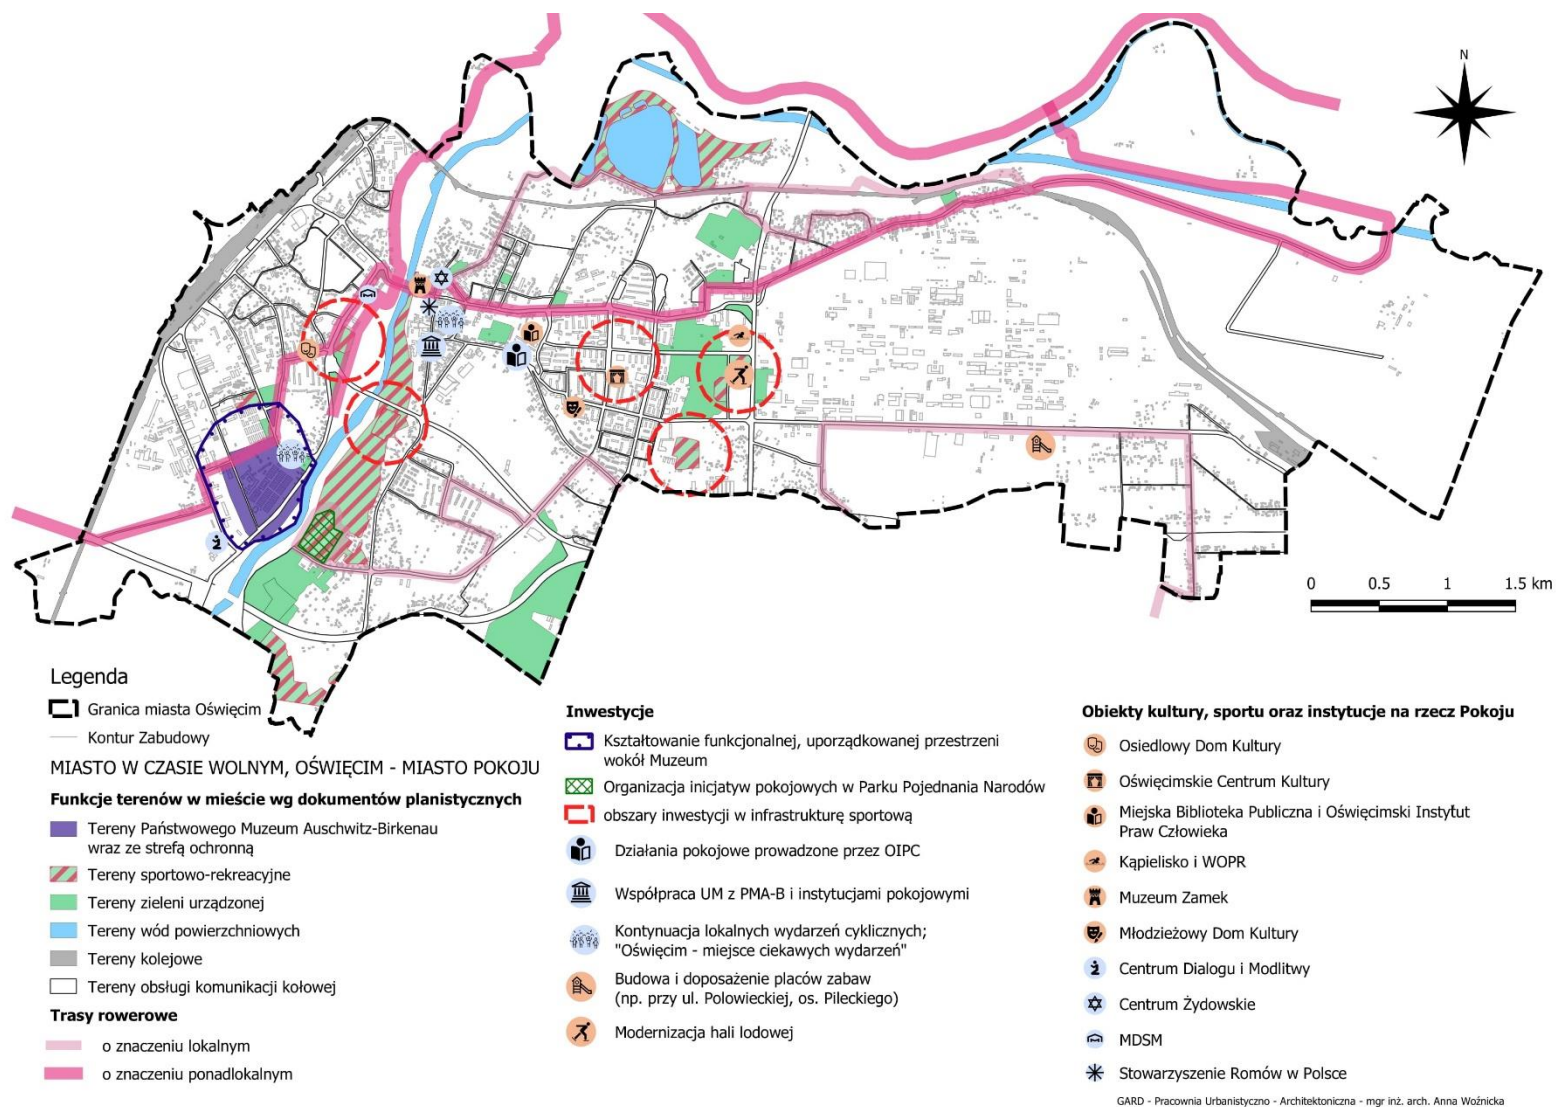 N
0 0.5 1 1.5 km
Legenda
Granica miasta Oświęcim
Kontur Zabudowy
MIASTO W CZASIE WOLNYM, OŚWIĘCIM - MIASTO POKOJU
Funkcje terenów w mieście wg dokumentów planistycznych
Tereny Państwowego Muzeum Auschwitz-Birkenau
wraz ze strefą ochronną
Tereny sportowo-rekreacyjne
Tereny zieleni urządzonej
Tereny wód powierzchniowych
Tereny kolejowe
Tereny obsługi komunikacji kołowej
Trasy rowerowe
o znaczeniu lokalnym
o znaczeniu ponadlokalnym
Inwestycje
Kształtowanie funkcjonalnej, uporządkowanej przestrzeni
wokół Muzeum
Organizacja inicjatyw pokojowych w Parku Pojednania Narodów
obszary inwestycji w infrastrukturę sportową
Działania pokojowe prowadzone przez OIPC
Współpraca UM z PMA-B i instytucjami pokojowymi
Kontynuacja lokalnych wydarzeń cyklicznych;
"Oświęcim - miejsce ciekawych wydarzeń"
Budowa i doposażenie placów zabaw
(np. przy ul. Polowieckiej, os. Pileckiego)
Modernizacja hali lodowej
Obiekty kultury, sportu oraz instytucje na rzecz Pokoju
Osiedlowy Dom Kultury
Oświęcimskie Centrum Kultury
Miejska Biblioteka Publiczna i Oświęcimski Instytut
Praw Człowieka
Kąpielisko i WOPR
Muzeum Zamek
Młodzieżowy Dom Kultury
Centrum Dialogu i Modlitwy
Centrum Żydowskie
MDSM
Stowarzyszenie Romów w Polsce
GARD - Pracownia Urbanistyczno - Architektoniczna - mgr inż. arch. Anna Woźnicka